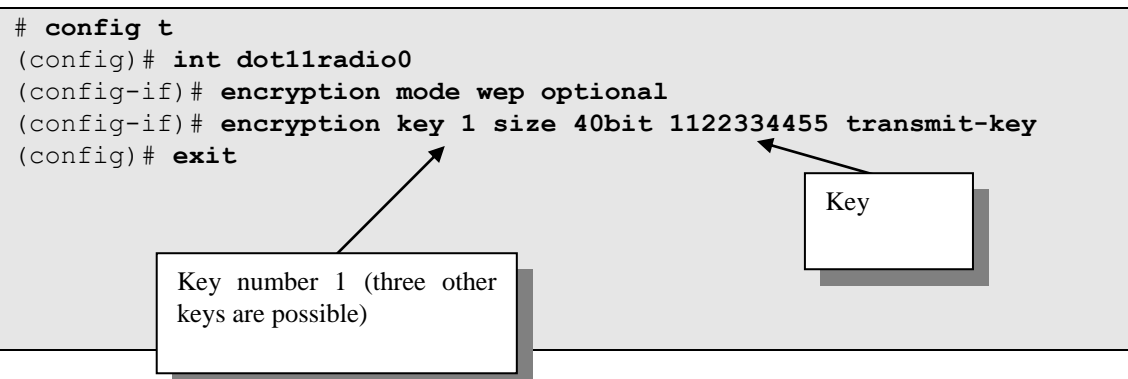 # config t
(config)# int dot11radio0
(config-if)# encryption mode wep optional
(config-if)# encryption key 1 size 40bit 1122334455 transmit-key
(config)# exit
Key
Key number 1 (three other
keys are possible)